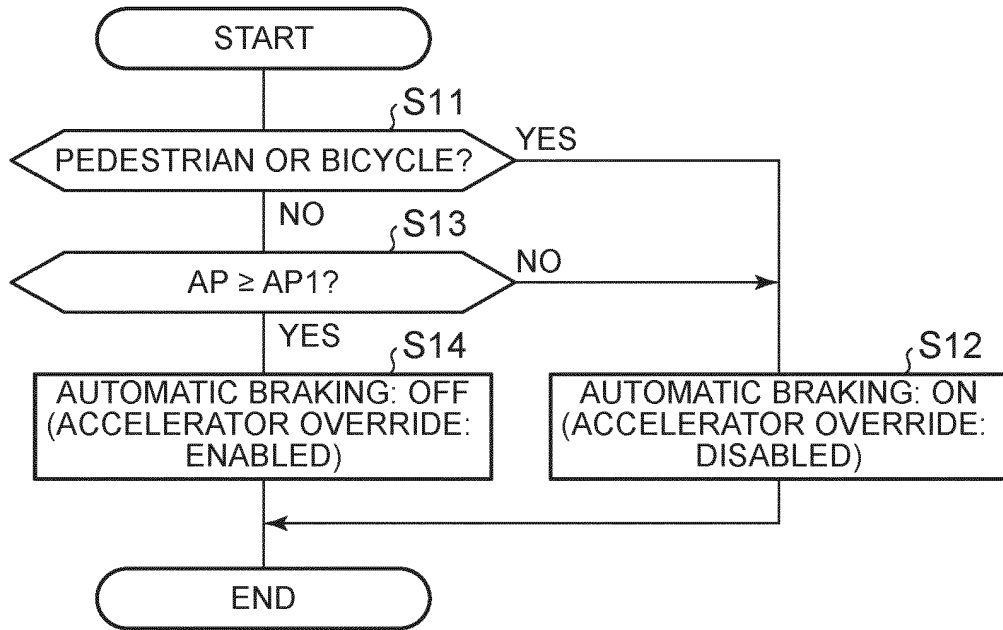 START
S11
PEDESTRIAN OR BICYCLE?
YES
NO
S13
AP ≥ AP1?
NO
YES
S14
AUTOMATIC BRAKING: OFF
(ACCELERATOR OVERRIDE:
ENABLED)
S12
AUTOMATIC BRAKING: ON
(ACCELERATOR OVERRIDE:
DISABLED)
END